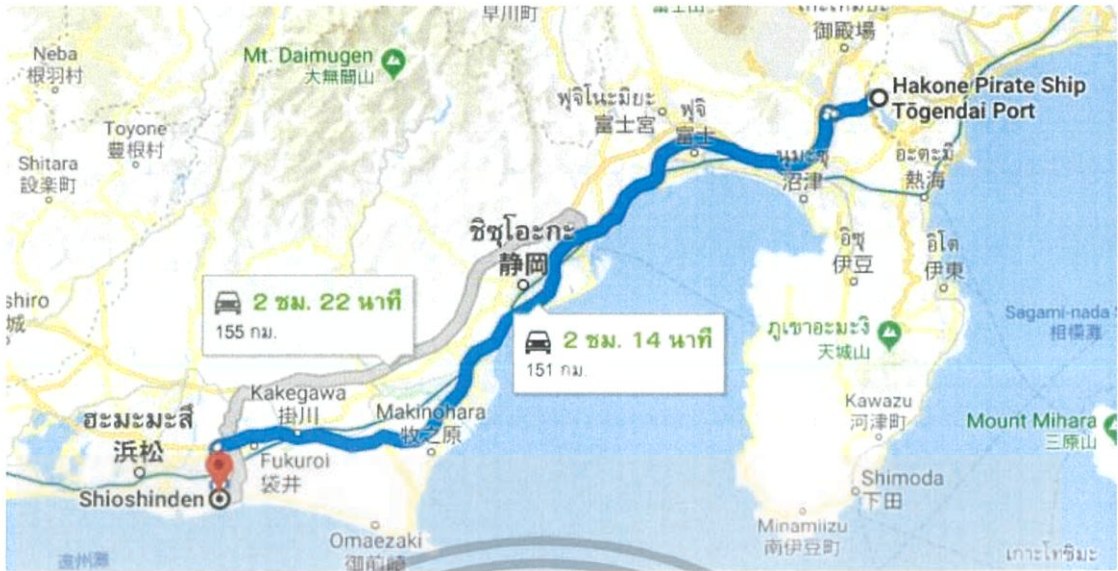 早川町
御殿場
Neba
根羽村
Mt. Daimugen
大無間山
Hakone Pirate Ship
Tōgendai Port
ฟุจิโนะมิยะ
富士宮
ฟุจิ
富士
Toyone
豊根村
Shitara
設楽町
นุมะซุ
沼津
อะตะมิ
熱海
ชิซุโอะกะ
静岡
อิซุ
伊豆
อิโต
伊東
shiro
城
2 ชม. 22 นาที
155 กม.
2 ชม. 14 นาที
151 กม.
Sagami-nada
相模灘
ภูเขาอะมะงิ
天城山
Kakegawa
掛川
Makinohara
牧之原
Kawazu
河津町
Mount Mihara
三原山
ฮะมะมะสึ
浜松
Fukuroi
袋井
Shioshinden
Shimoda
下田
Minamiizu
南伊豆町
Omaezaki
御前崎
遠州灘
เกาะโทชิมะ